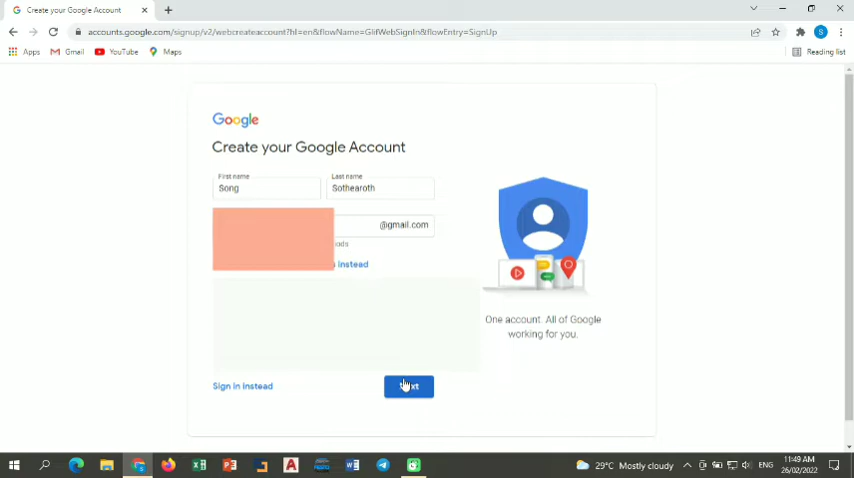 Create your Google Account
accounts.google.com/signup/v2/webcreateaccount?hl=en&flowName=GlifWebSignIn&flowEntry=SignUp
S
Apps
Gmail
YouTube
Maps
Reading list
Google
Create your Google Account
First name
Song
Last name
Sothearoth
@gmail.com
instead
One account. All of Google
working for you.
Sign in instead
29°C Mostly cloudy
ENG
11:49 AM
26/02/2022